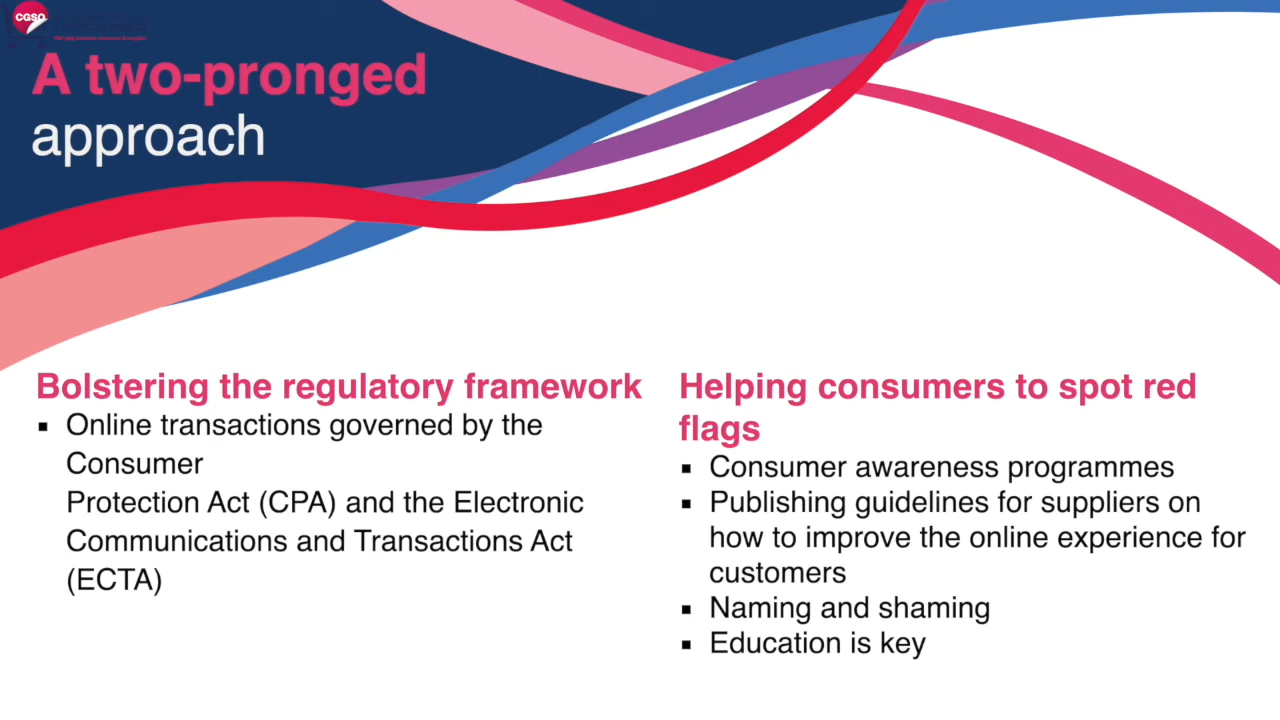 CGSO
A two-pronged
approach
Bolstering the regulatory framework
▪ Online transactions governed by the
Consumer
Protection Act (CPA) and the Electronic
Communications and Transactions Act
(ECTA)
Helping consumers to spot red
flags
▪ Consumer awareness programmes
▪ Publishing guidelines for suppliers on
how to improve the online experience for
customers
▪ Naming and shaming
▪ Education is key